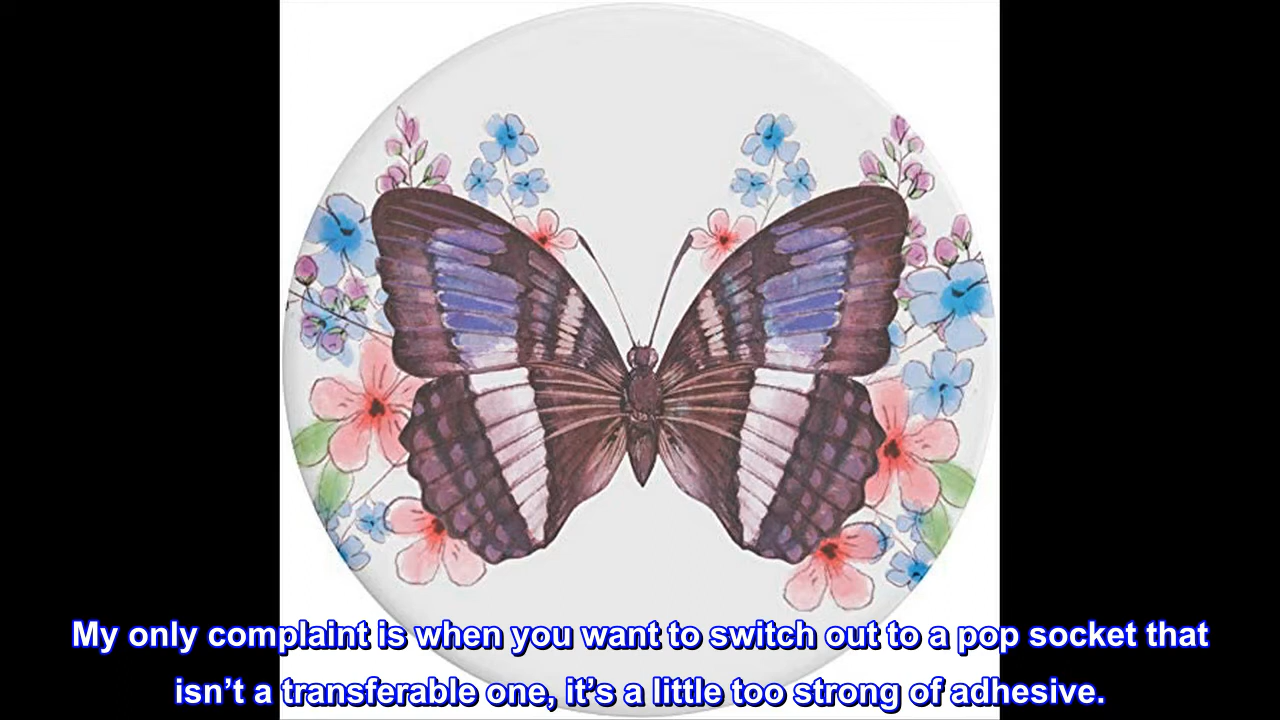 My only complaint is when you want to switch out to a pop socket that
isn’t a transferable one, it’s a little too strong of adhesive.